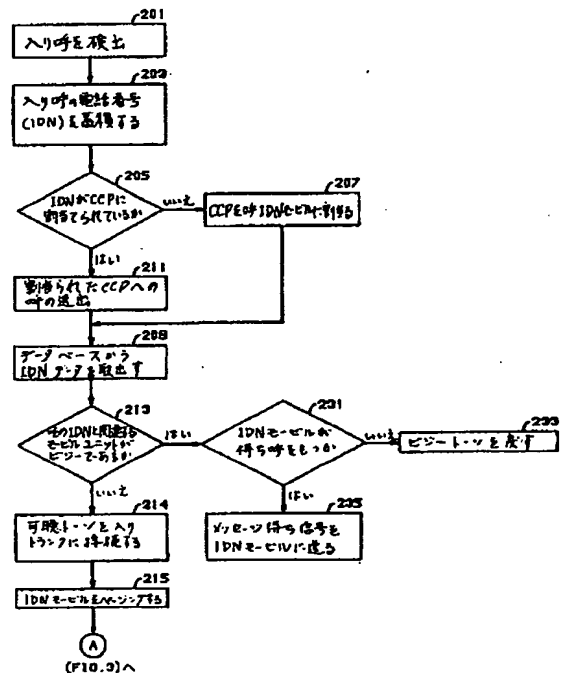 201
入り呼を検出
203
入り呼の電話番号
(IDN)を蓄積する
205
IDNがCCPに
割当てられているか
いいえ
207
CCPを呼IDNモービルに割当る
はい
211
割当られたCCPへの
呼の送出
209
データベースから
IDNデータを取出す
213
呼のIDNと関連する
モービルユニットが
ビジーであるか
はい
231
IDNモービルが
待ち呼をもつか
いいえ
233
ビジートーンを戻す
いいえ
はい
214
可聴トーンを入り
トランクに接続する
235
メッセージ待ち信号を
IDNモービルに送る
215
IDNモービルをページングする
A
(FIG.3)へ